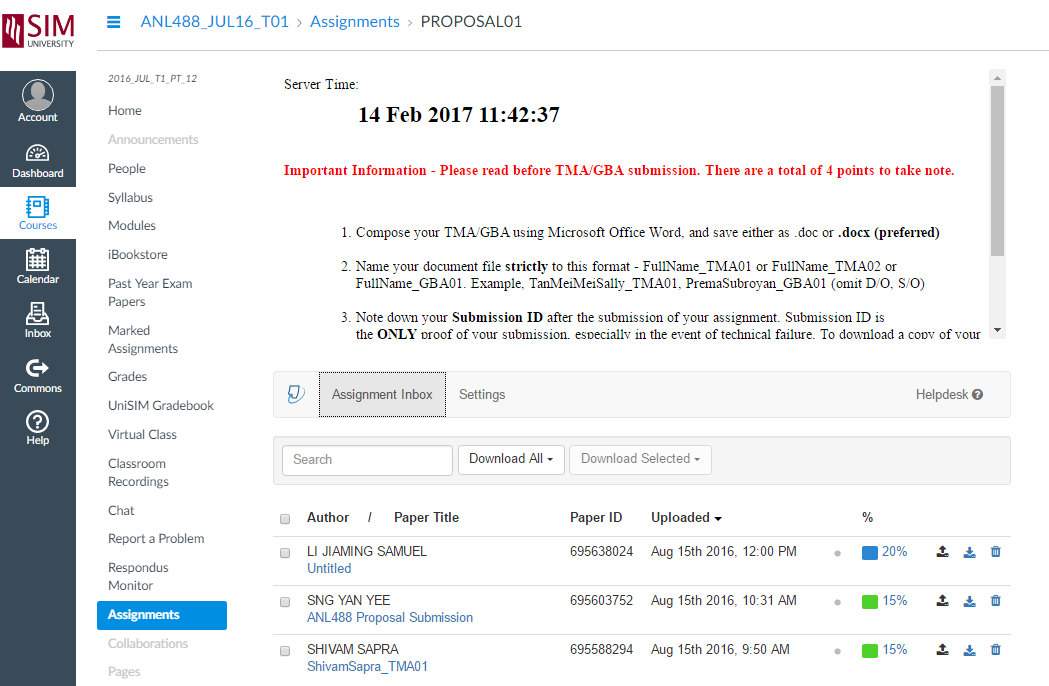 SIM
UNIVERSITY
ANL488_JUL16_T01 › Assignments › PROPOSAL01
Account
Dashboard
Courses
Calendar
Inbox
Commons
Help
2016_JUL_T1_PT_12
Home
Announcements
People
Syllabus
Modules
iBookstore
Past Year Exam
Papers
Marked
Assignments
Grades
UniSIM Gradebook
Virtual Class
Classroom
Recordings
Chat
Report a Problem
Respondus
Monitor
Assignments
Collaborations
Pages
Server Time:
14 Feb 2017 11:42:37
Important Information - Please read before TMA/GBA submission. There are a total of 4 points to take note.
1. Compose your TMA/GBA using Microsoft Office Word, and save either as .doc or .docx (preferred)
2. Name your document file strictly to this format - FullName_TMA01 or FullName_TMA02 or
FullName_GBA01. Example, TanMeiMeiSally_TMA01, PremaSubroyan_GBA01 (omit D/O, S/O)
3. Note down your Submission ID after the submission of your assignment. Submission ID is
the ONLY proof of your submission, especially in the event of technical failure. To download a copy of your
Assignment Inbox Settings Helpdesk
Search Download All Download Selected
Author / Paper Title Paper ID Uploaded %
LI JIAMING SAMUEL 695638024 Aug 15th 2016, 12:00 PM 20%
Untitled
SNG YAN YEE 695603752 Aug 15th 2016, 10:31 AM 15%
ANL488 Proposal Submission
SHIVAM SAPRA 695588294 Aug 15th 2016, 9:50 AM 15%
ShivamSapra_TMA01